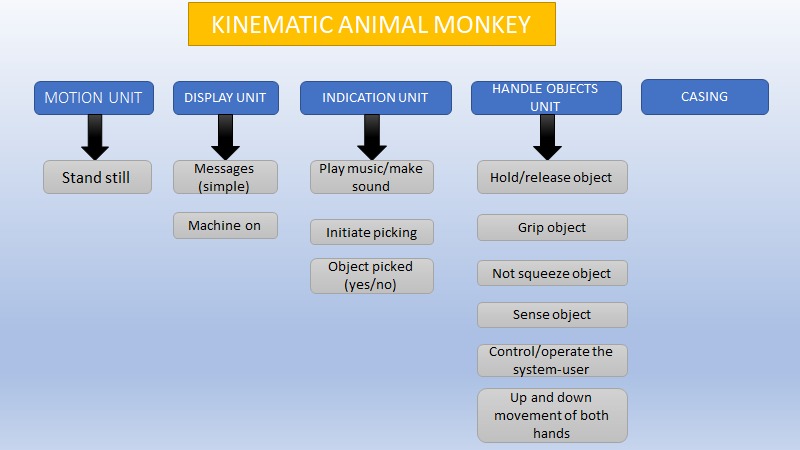 KINEMATIC ANIMAL MONKEY
MOTION UNIT
DISPLAY UNIT
INDICATION UNIT
HANDLE OBJECTS
UNIT
CASING
Stand still
Messages
(simple)
Machine on
Play music/make
sound
Initiate picking
Object picked
(yes/no)
Hold/release object
Grip object
Not squeeze object
Sense object
Control/operate the
system-user
Up and down
movement of both
hands